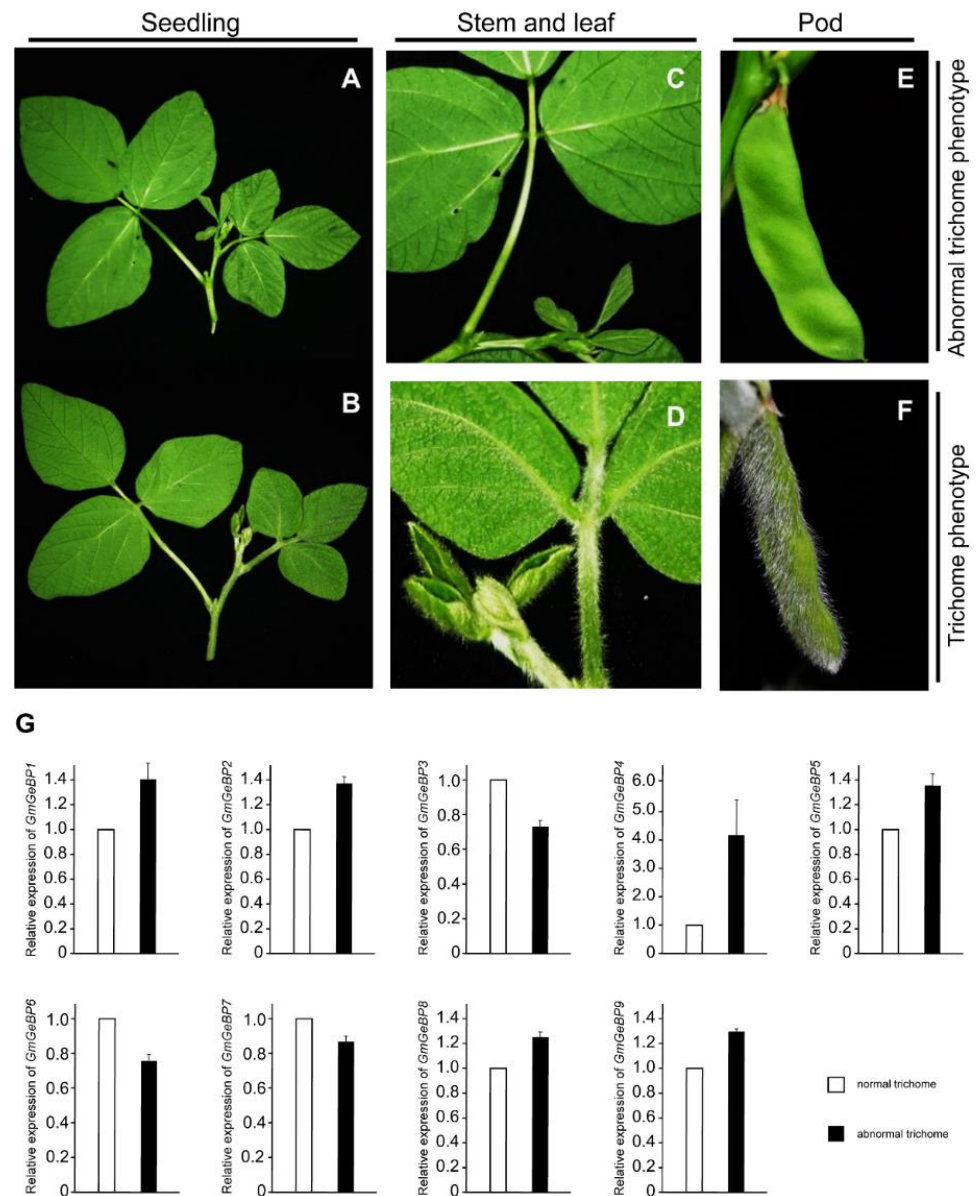 Seedling
Stem and leaf
Pod
A
C
E
Abnormal trichome phenotype
B
D
F
Trichome phenotype
G
Relative expression of GmGeBP1
1.4
1.0
0.8
0.6
0.4
0.2
0
Relative expression of GmGeBP2
1.4
1.0
0.8
0.6
0.4
0.2
0
Relative expression of GmGeBP3
1.0
0.8
0.6
0.4
0.2
0
Relative expression of GmGeBP4
6.0
5.0
4.0
2.0
1.0
0
Relative expression of GmGeBP5
1.4
1.0
0.8
0.6
0.4
0.2
0
Relative expression of GmGeBP6
1.0
0.8
0.6
0.4
0.2
0
Relative expression of GmGeBP7
1.0
0.8
0.6
0.4
0.2
0
Relative expression of GmGeBP8
1.4
1.2
1.0
0.8
0.6
0.4
0.2
0
Relative expression of GmGeBP9
1.4
1.2
1.0
0.8
0.6
0.4
0.2
0
normal trichome
abnormal trichome